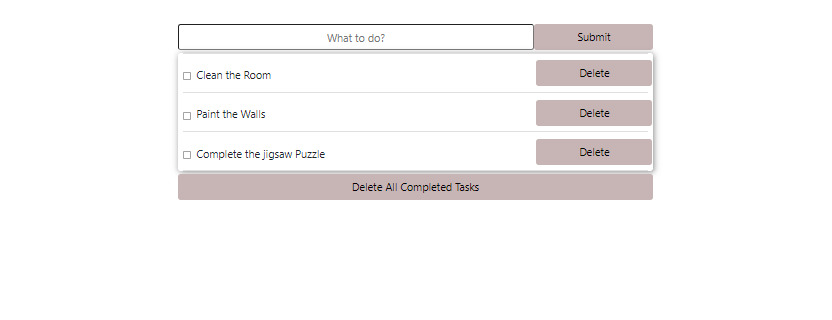 What to do? Submit
Clean the Room Delete
Paint the Walls Delete
Complete the jigsaw Puzzle Delete
Delete All Completed Tasks